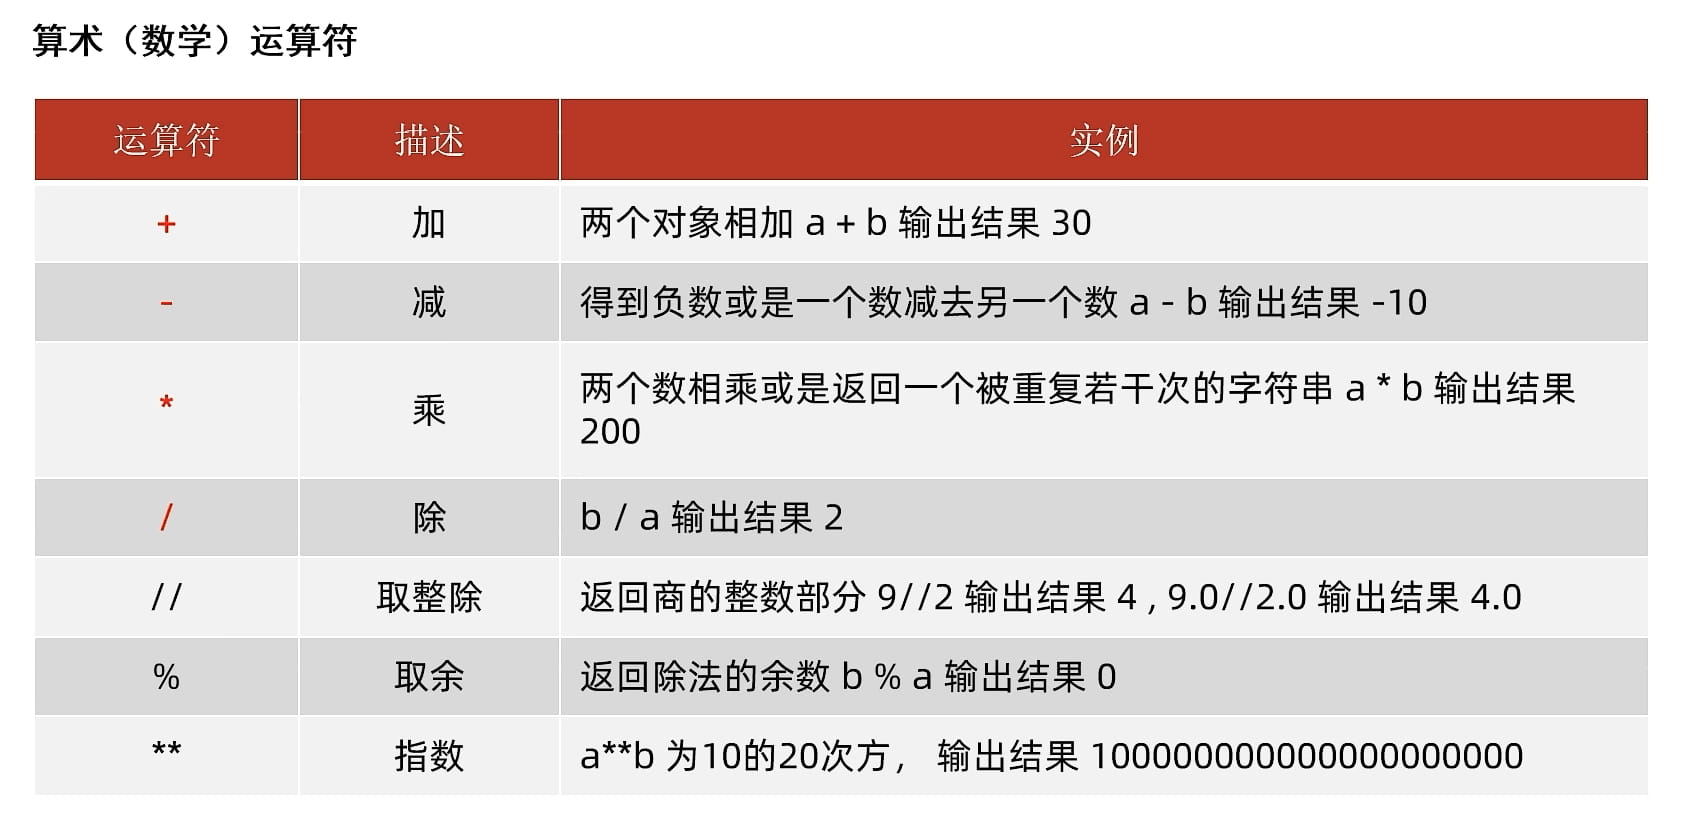 算术（数学）运算符
运算符 描述 实例
+ 加 两个对象相加 a + b 输出结果 30
- 减 得到负数或是一个数减去另一个数 a - b 输出结果 -10
* 乘 两个数相乘或是返回一个被重复若干次的字符串 a * b 输出结果
200
/ 除 b / a 输出结果 2
// 取整除 返回商的整数部分 9//2 输出结果 4 , 9.0//2.0 输出结果 4.0
% 取余 返回除法的余数 b % a 输出结果 0
** 指数 a**b 为10的20次方， 输出结果 100000000000000000000